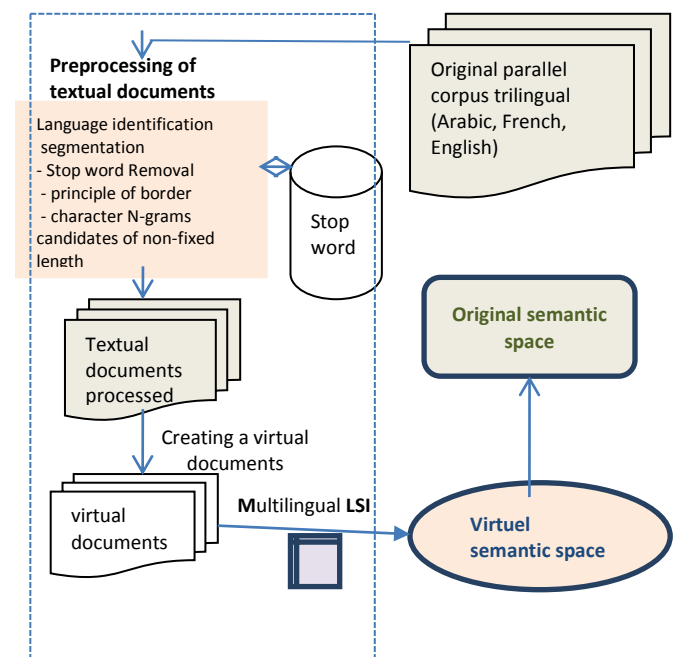 Original parallel
corpus trilingual
(Arabic, French,
English)
Preprocessing of
textual documents
Language identification
segmentation
- Stop word Removal
- principle of border
- character N-grams
candidates of non-fixed
length
Stop
word
Textual
documents
processed
Creating a virtual
documents
virtual
documents
Multilingual LSI
Virtuel
semantic space
Original semantic
space